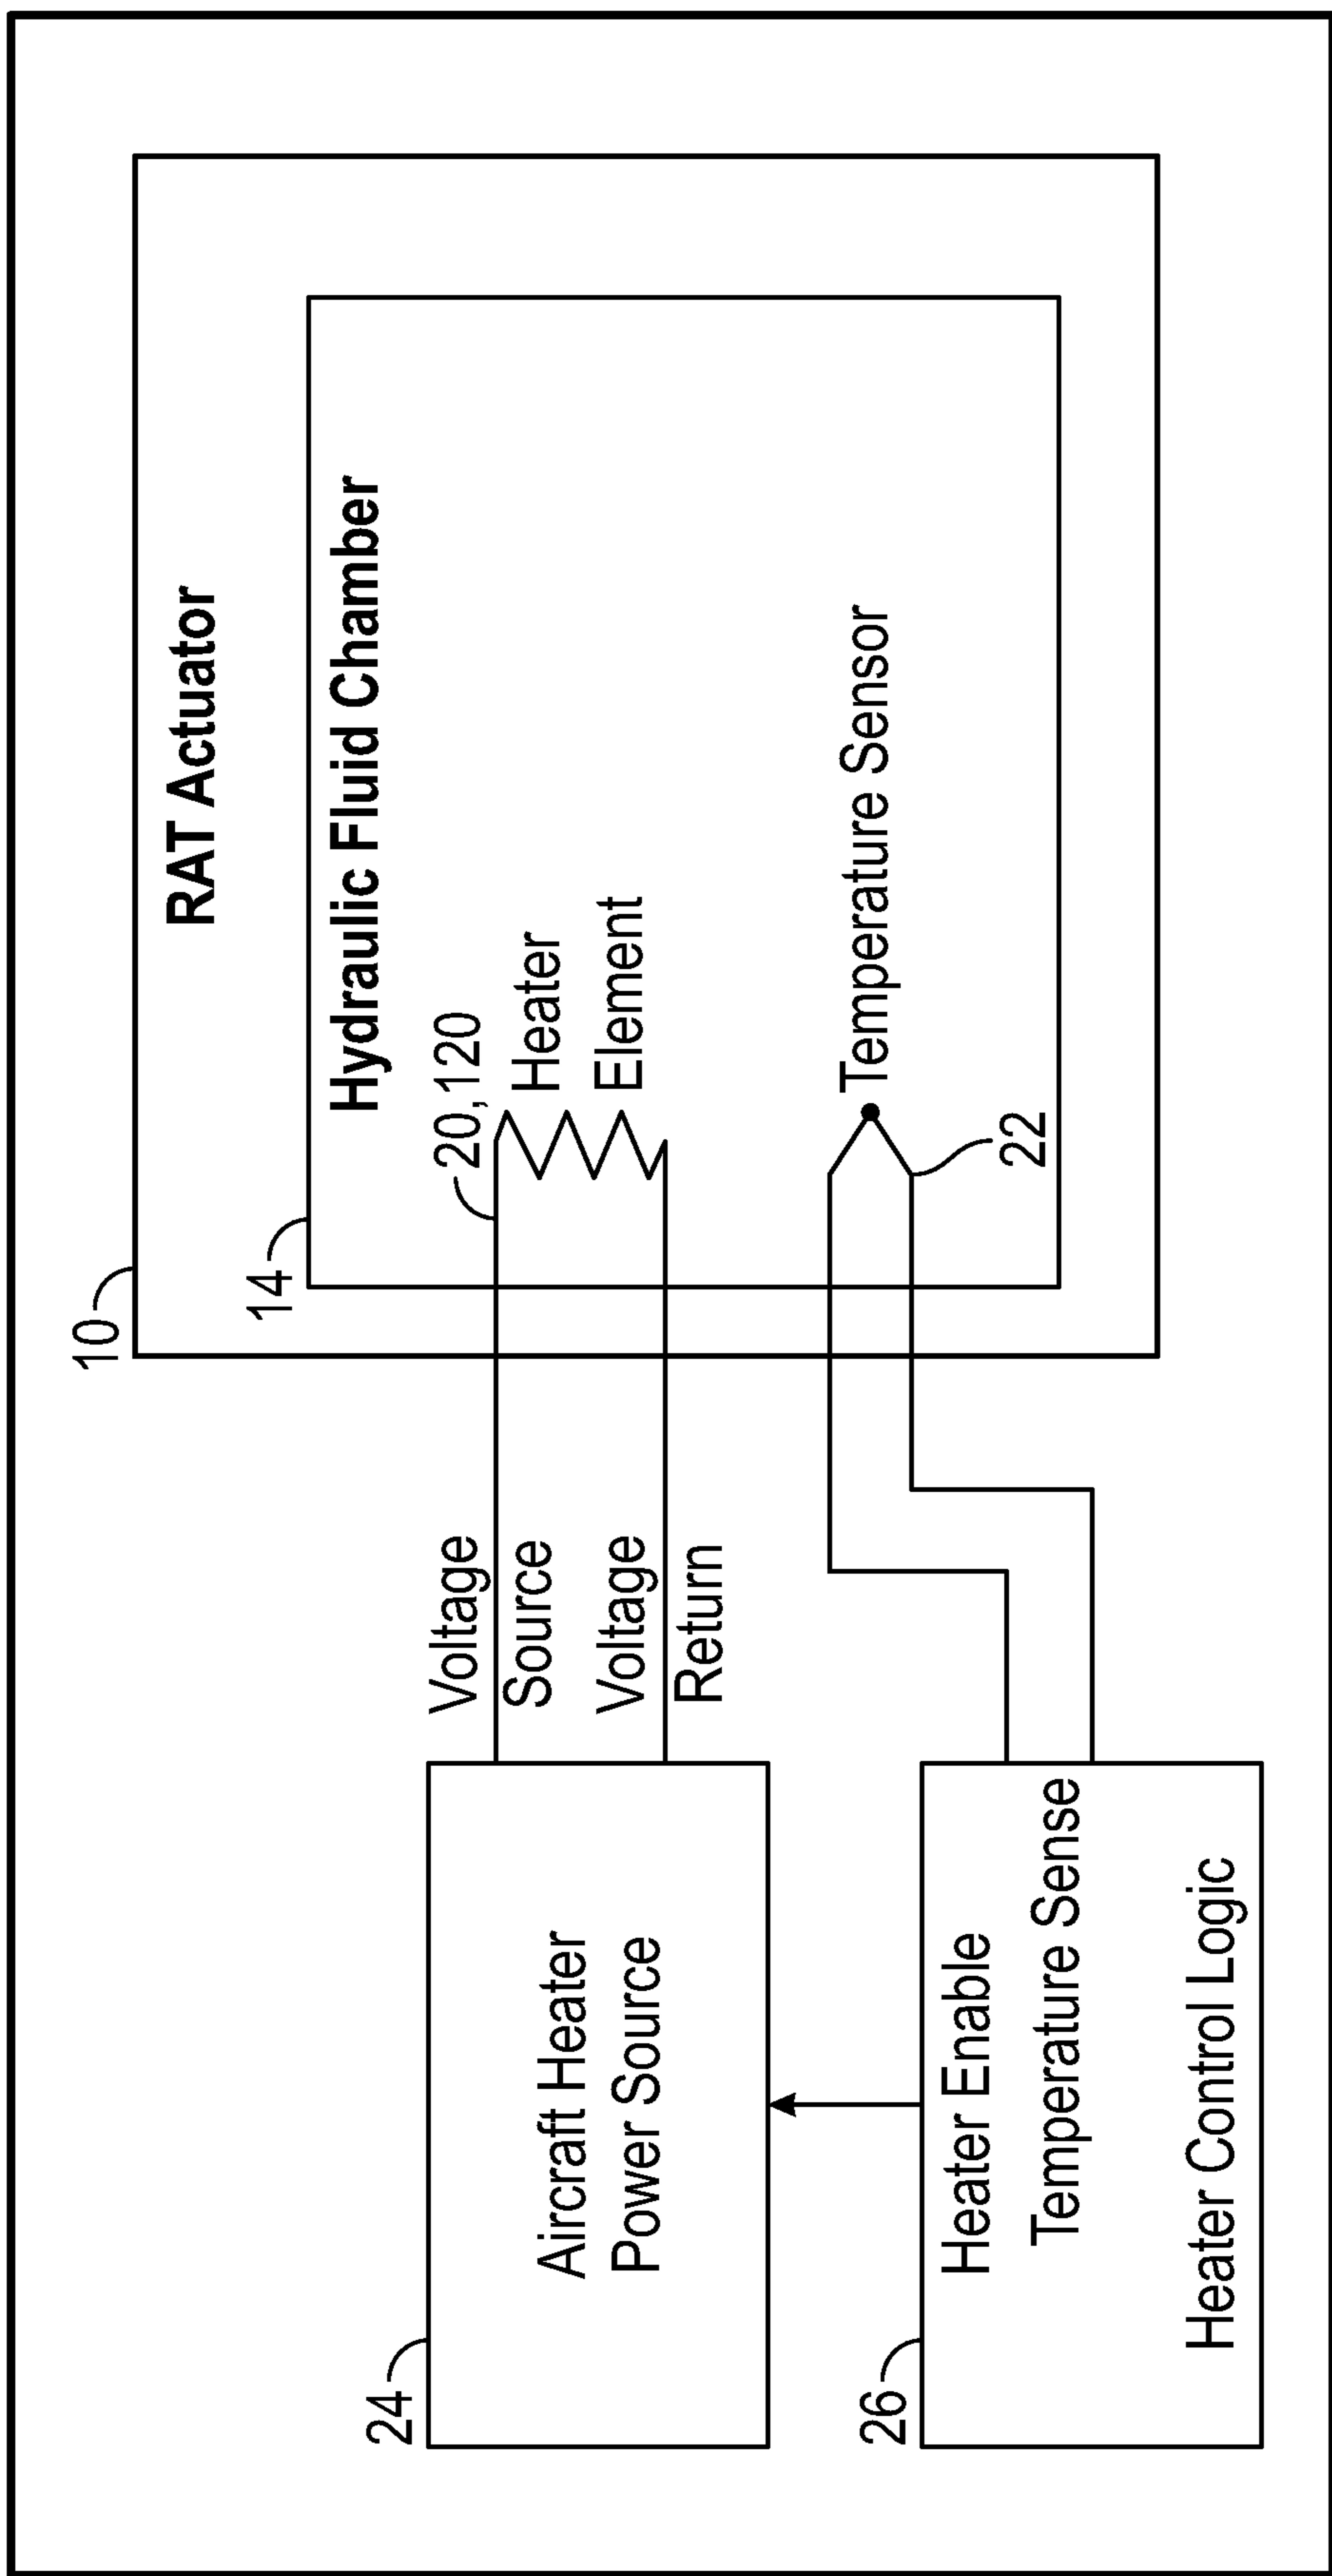 10
RAT Actuator
14
Hydraulic Fluid Chamber
24
Aircraft Heater
Power Source
Voltage
Source
Voltage
Return
20,120
Heater
Element
26
Heater Enable
Temperature Sense
Heater Control Logic
Temperature Sensor
22